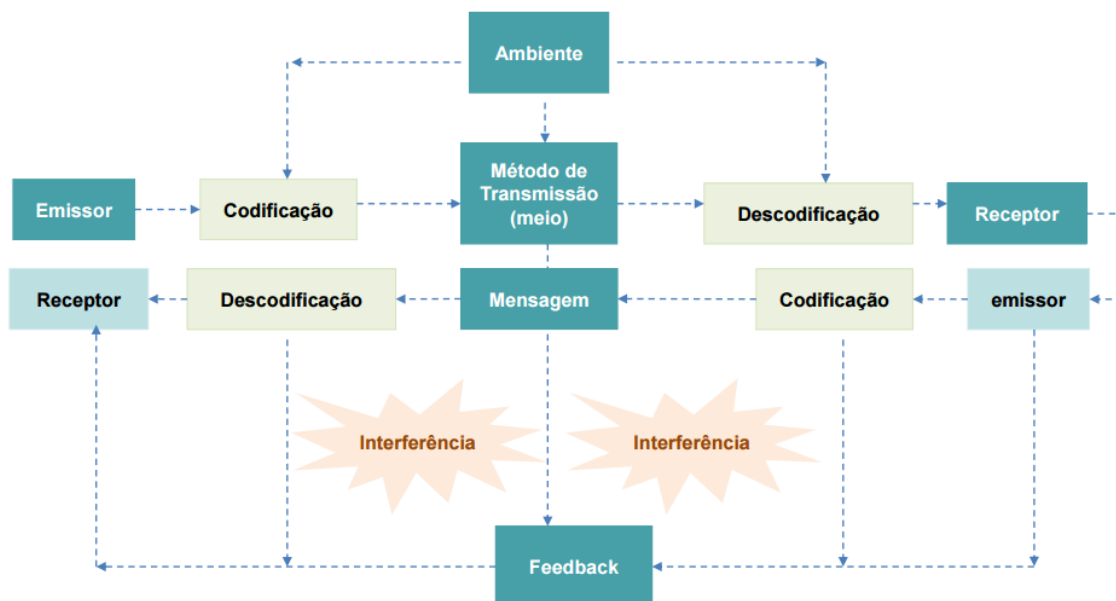 Ambiente
Método de
Transmissão
(meio)
Emissor
Codificação
Descodificação
Receptor
Receptor
Descodificação
Mensagem
Codificação
emissor
Interferência
Interferência
Feedback